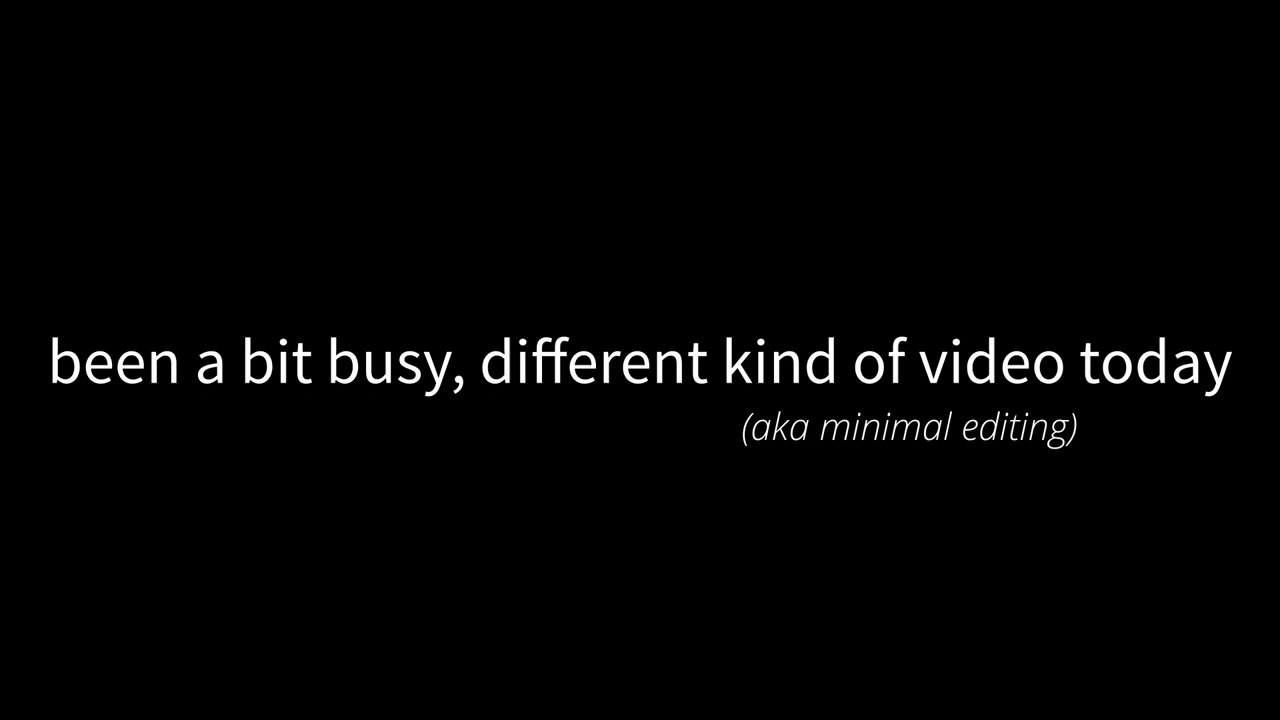 been a bit busy, different kind of video today
(aka minimal editing)